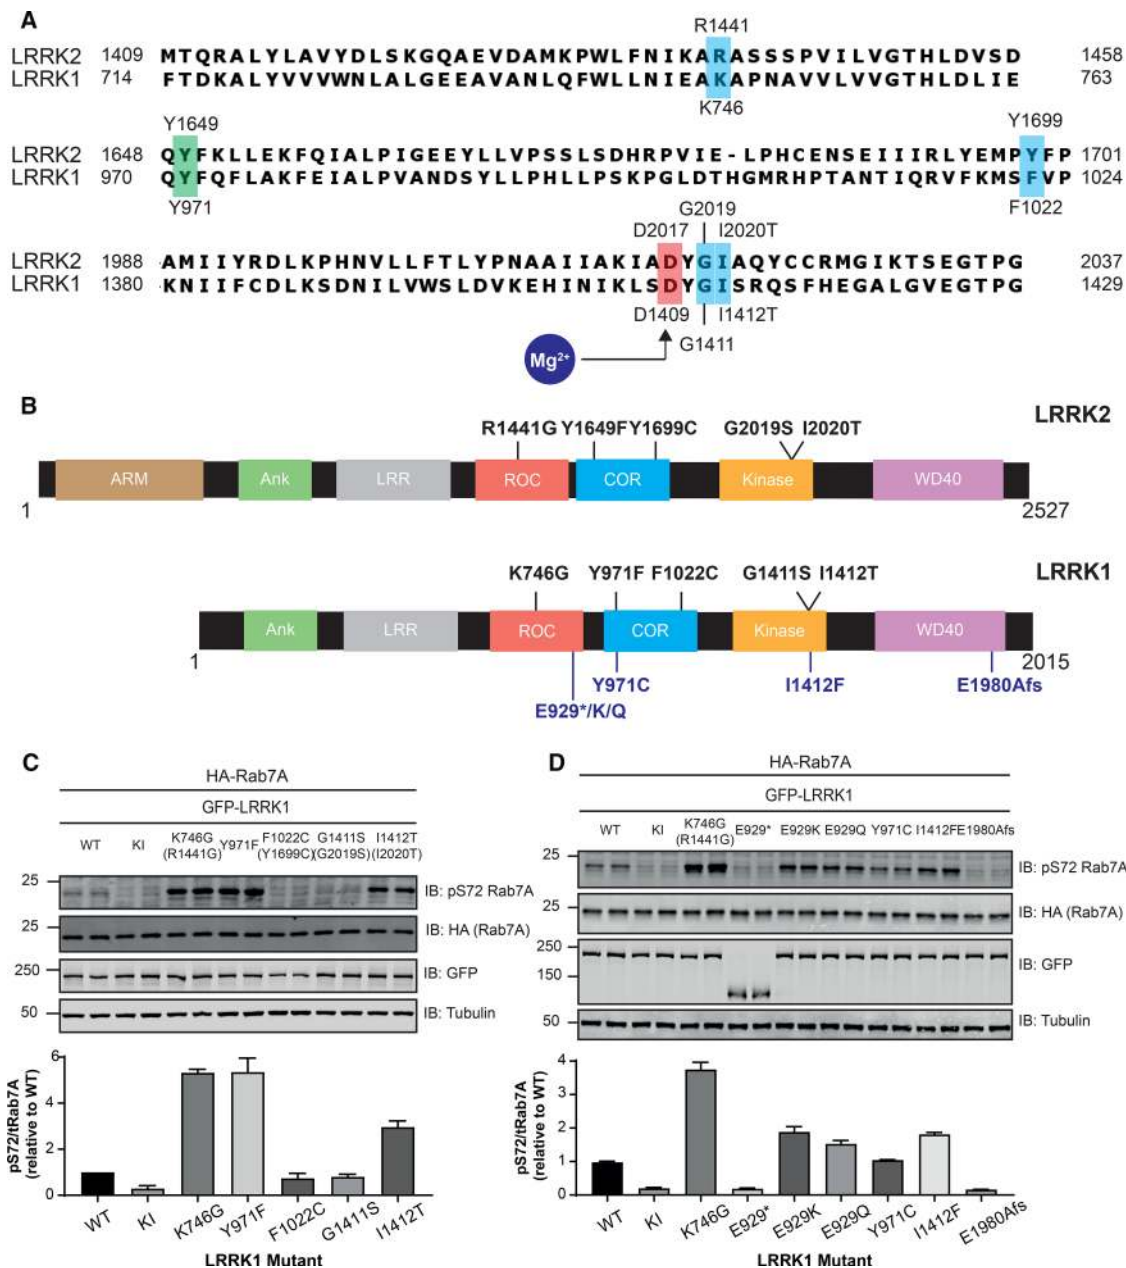 A
R1441
LRRK2 1409 MTQRALYLAVYDLSKGQAEVDAMKPWLFNIKARASSSPVILVGTHLDVSD 1458
LRRK1 714 FTDKALYVVVWNLALGEEAVANLQFWLLNIEAKAPNAVVLVVGTHLDLIE 763
K746
Y1649 Y1699
LRRK2 1648 QYFKLLEKFQIALPIGEEYLLVPSSLSDHRPVIE-LPHCENSEIIIRLYEMPYFP 1701
LRRK1 970 QYFQFLAKFEIALPVANDSYLLPHLLPSKPGLDTHGMRHPTANTIQRVFKMSFVP 1024
Y971 F1022
G2019
D2017 I2020T
LRRK2 1988 AMIIYRDLKPHNVLLFTLYPNAAIIAKIADYGIAQYCCRMGIKTSEGTPG 2037
LRRK1 1380 KNIIFCDLKSDNILVWSLDVKEHINIKLSDYGISRQSFHEGALGVEGTPG 1429
D1409 I1412T
G1411
Mg2+
B
LRRK2
R1441G Y1649F Y1699C G2019S I2020T
ARM Ank LRR ROC COR Kinase WD40
1 2527
LRRK1
K746G Y971F F1022C G1411S I1412T
Ank LRR ROC COR Kinase WD40
1 2015
Y971C I1412F E1980Afs
E929*/K/Q
C
HA-Rab7A
GFP-LRRK1
WT KI K746G (R1441G) Y971F F1022C (Y1699C) G1411S (G2019S) I1412T (I2020T)
25 IB: pS72 Rab7A
25 IB: HA (Rab7A)
250 IB: GFP
50 IB: Tubulin
pS72/tRab7A (relative to WT)
6
4
2
0
WT KI K746G Y971F F1022C G1411S I1412T
LRRK1 Mutant
D
HA-Rab7A
GFP-LRRK1
WT KI K746G (R1441G) E929* E929K E929Q Y971C I1412F E1980Afs
25 IB: pS72 Rab7A
25 IB: HA (Rab7A)
250 IB: GFP
150
50 IB: Tubulin
pS72/tRab7A (relative to WT)
4
3
2
1
0
WT KI K746G E929* E929K E929Q Y971C I1412F E1980Afs
LRRK1 Mutant